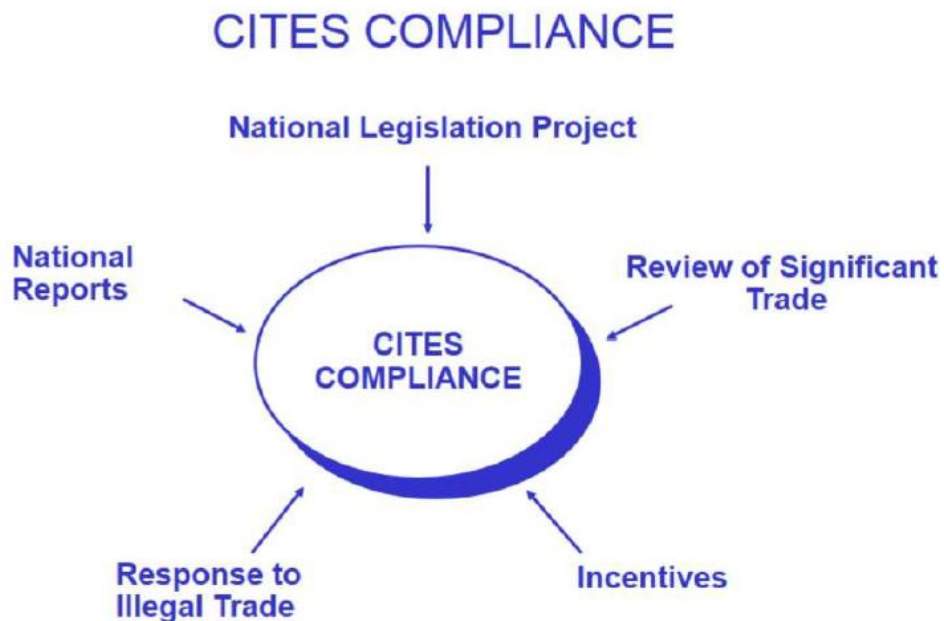 CITES COMPLIANCE
National Legislation Project
National
Reports
Review of Significant
Trade
CITES
COMPLIANCE
Response to
Illegal Trade
Incentives